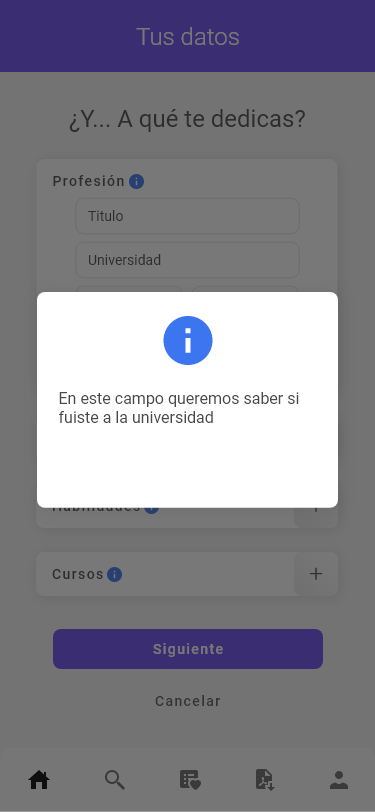 Tus datos
¿Y... A qué te dedicas?
Profesión
Titulo
Universidad
En este campo queremos saber si
fuiste a la universidad
Habilidades
Cursos
Siguiente
Cancelar